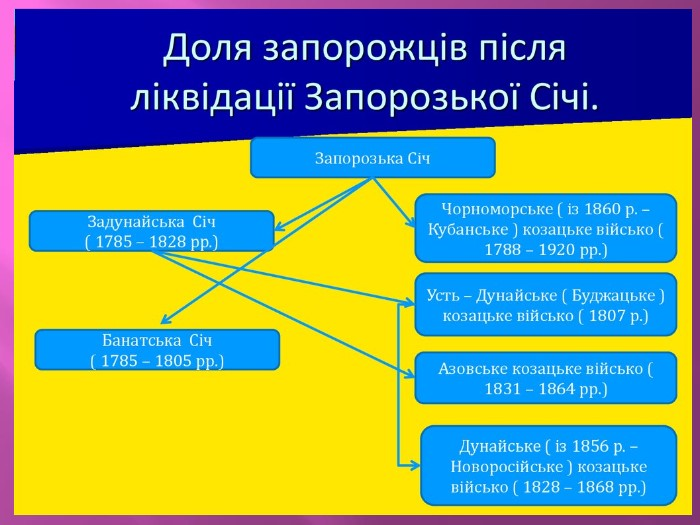 Доля запорожців після
ліквідації Запорозької Січі.
Запорозька Січ
Задунайська Січ
( 1785 – 1828 рр.)
Чорноморське ( із 1860 р. –
Кубанське ) козацьке військо (
1788 – 1920 рр.)
Усть – Дунайське ( Буджацьке )
козацьке військо ( 1807 р.)
Банатська Січ
( 1785 – 1805 рр.)
Азовське козацьке військо (
1831 – 1864 рр.)
Дунайське ( із 1856 р. –
Новоросійське ) козацьке
військо ( 1828 – 1868 рр.)